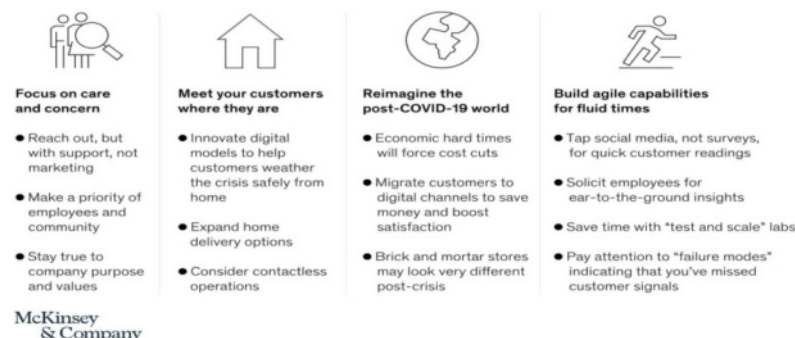 Focus on care
and concern
● Reach out, but
with support, not
marketing
● Make a priority of
employees and
community
● Stay true to
company purpose
and values
Meet your customers
where they are
● Innovate digital
models to help
customers weather
the crisis safely from
home
● Expand home
delivery options
● Consider contactless
operations
Reimagine the
post-COVID-19 world
● Economic hard times
will force cost cuts
● Migrate customers to
digital channels to save
money and boost
satisfaction
● Brick and mortar stores
may look very different
post-crisis
Build agile capabilities
for fluid times
● Tap social media, not surveys,
for quick customer readings
● Solicit employees for
ear-to-the-ground insights
● Save time with “test and scale” labs
● Pay attention to “failure modes”
indicating that you’ve missed
customer signals
McKinsey
& Company